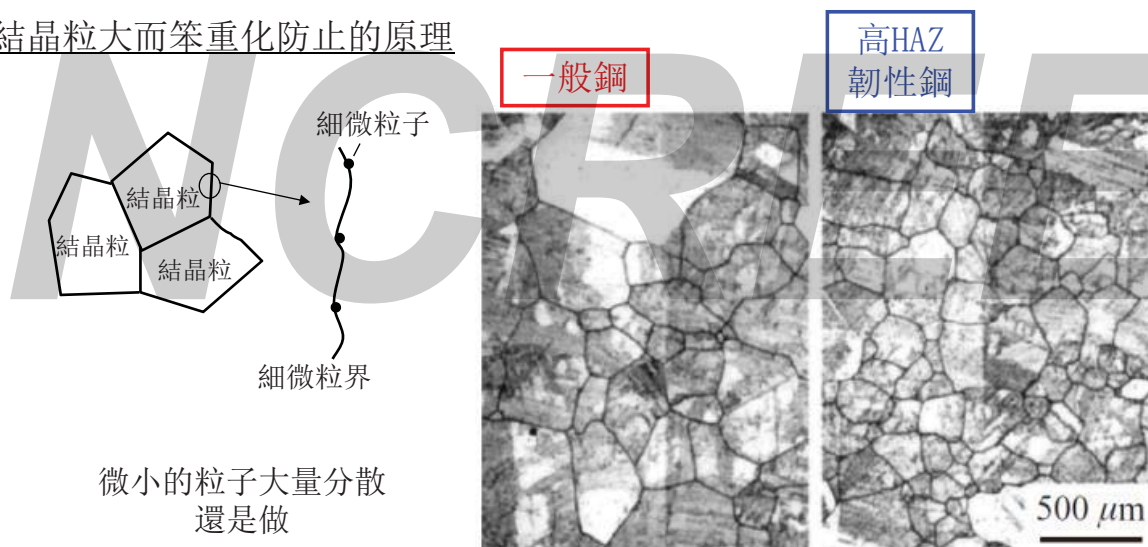 結晶粒大而笨重化防止的原理
一般鋼
高HAZ
韌性鋼
細微粒子
結晶粒
結晶粒
結晶粒
細微粒界
微小的粒子大量分散
還是做
500 μm
NCREE